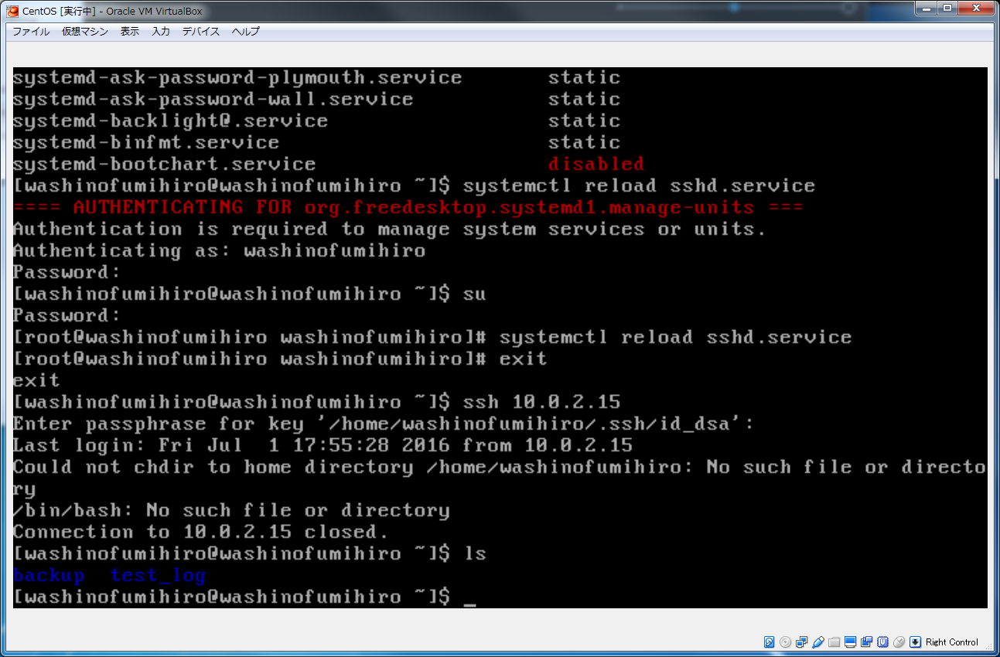 CentOS [実行中] - Oracle VM VirtualBox
ファイル 仮想マシン 表示 入力 デバイス ヘルプ
systemd-ask-password-plymouth.service static
systemd-ask-password-wall.service static
systemd-backlight@.service static
systemd-binfmt.service static
systemd-bootchart.service disabled
[washinofumihiro@washinofumihiro ~]$ systemctl reload sshd.service
==== AUTHENTICATING FOR org.freedesktop.systemd1.manage-units ===
Authentication is required to manage system services or units.
Authenticating as: washinofumihiro
Password:
[washinofumihiro@washinofumihiro ~]$ su
Password:
[root@washinofumihiro washinofumihiro]# systemctl reload sshd.service
[root@washinofumihiro washinofumihiro]# exit
exit
[washinofumihiro@washinofumihiro ~]$ ssh 10.0.2.15
Enter passphrase for key '/home/washinofumihiro/.ssh/id_dsa':
Last login: Fri Jul  1 17:55:28 2016 from 10.0.2.15
Could not chdir to home directory /home/washinofumihiro: No such file or directo
ry
/bin/bash: No such file or directory
Connection to 10.0.2.15 closed.
[washinofumihiro@washinofumihiro ~]$ ls
backup  test_log
[washinofumihiro@washinofumihiro ~]$ _
Right Control